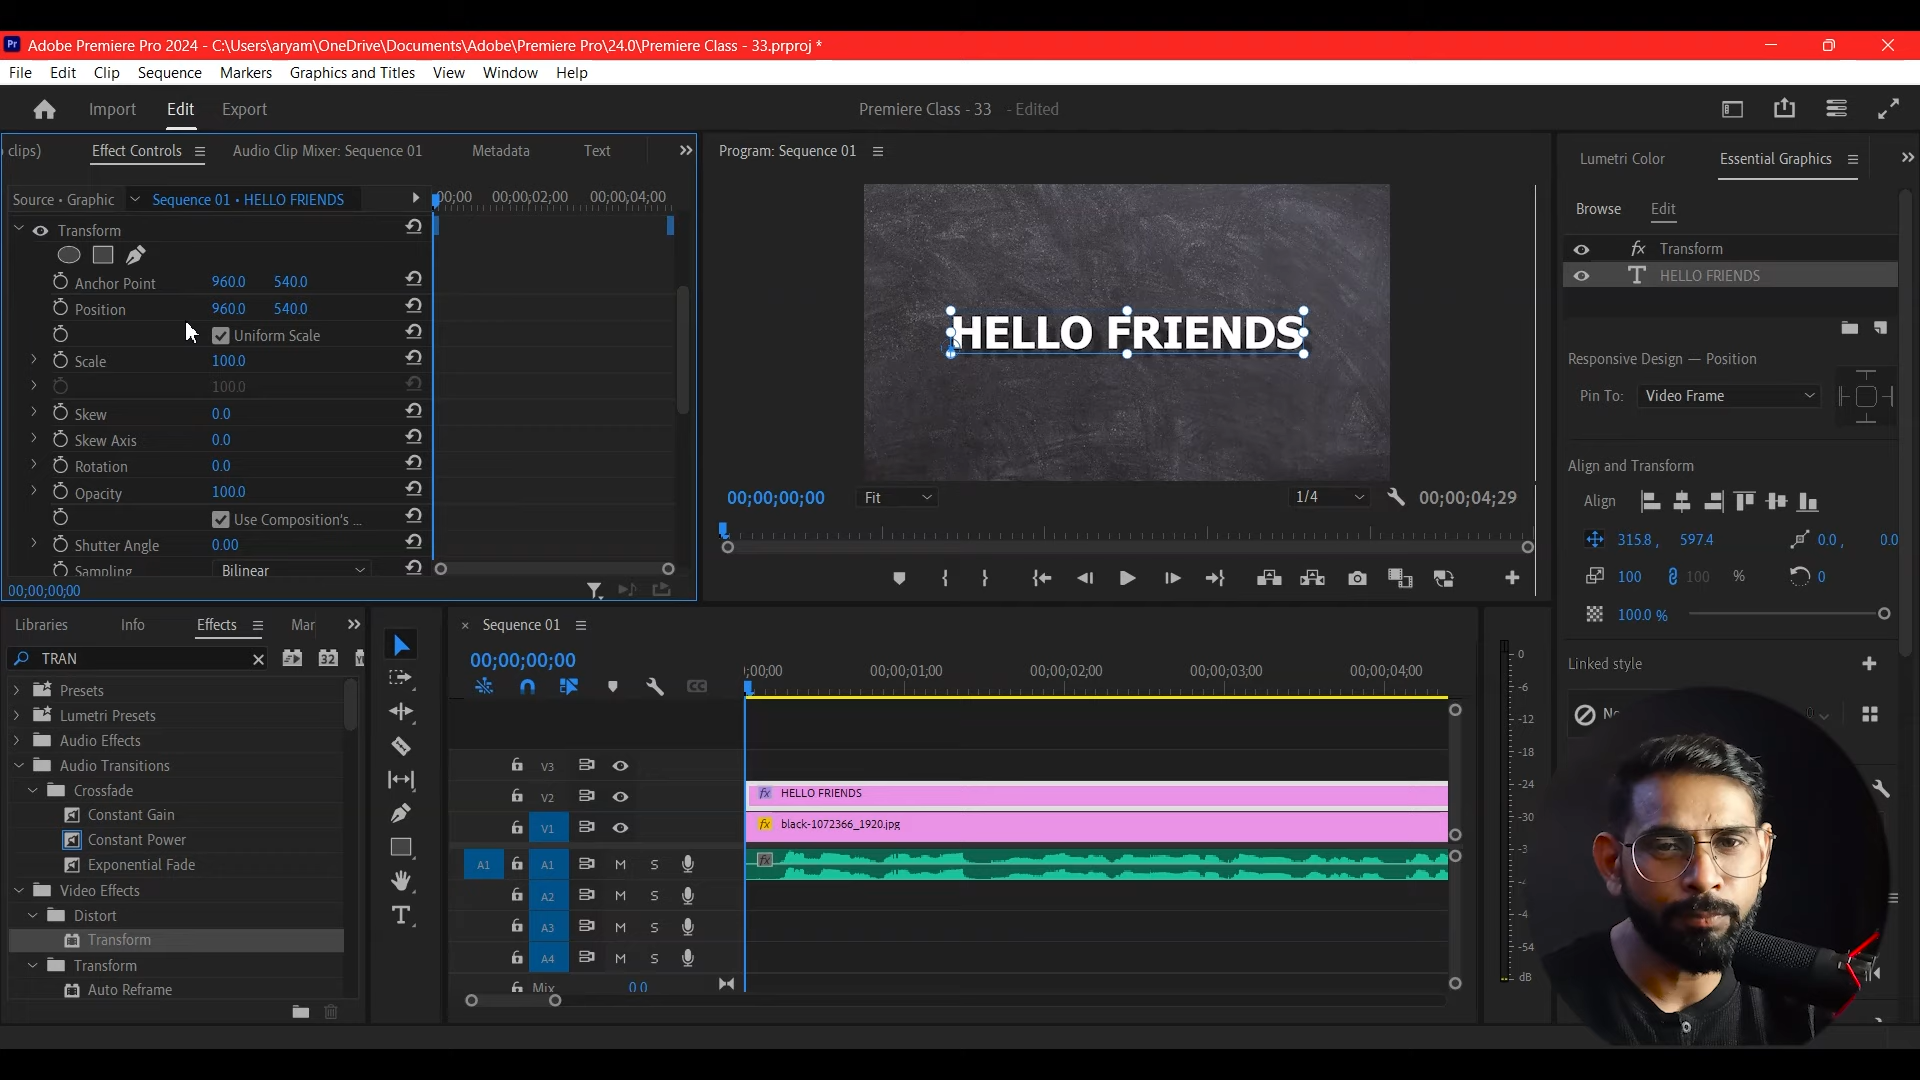 Pr Adobe Premiere Pro 2024 - C:\Users\aryam\OneDrive\Documents\Adobe\Premiere Pro\24.0\Premiere Class - 33.prproj *
File Edit Clip Sequence Markers Graphics and Titles View Window Help
Import Edit Export
Premiere Class - 33 - Edited
clips) Effect Controls Audio Clip Mixer: Sequence 01 Metadata Text
Source • Graphic Sequence 01 • HELLO FRIENDS
00;00 00;00;02;00 00;00;04;00
Transform
Anchor Point 960.0 540.0
Position 960.0 540.0
Uniform Scale
Scale 100.0
100.0
Skew 0.0
Skew Axis 0.0
Rotation 0.0
Opacity 100.0
Use Composition's ...
Shutter Angle 0.00
Sampling Bilinear
00;00;00;00
Program: Sequence 01
HELLO FRIENDS
00;00;00;00 Fit 1/4 00;00;04;29
Lumetri Color Essential Graphics
Browse Edit
fx Transform
T HELLO FRIENDS
Responsive Design — Position
Pin To: Video Frame
Align and Transform
Align
315.8 , 597.4 0.0 , 0.0
100 100 % 0
100.0 %
Linked style
Libraries Info Effects Mar
TRAN
32
Presets
Lumetri Presets
Audio Effects
Audio Transitions
Crossfade
Constant Gain
Constant Power
Exponential Fade
Video Effects
Distort
Transform
Transform
Auto Reframe
× Sequence 01
00;00;00;00
;00;00 00;00;01;00 00;00;02;00 00;00;03;00 00;00;04;00
V3
V2 fx HELLO FRIENDS
V1 fx black-1072366_1920.jpg
A1 A1 M S fx
A2 M S
A3 M S
A4 M S
Mix 0.0
0
-6
-12
-18
-24
-30
-54
dB